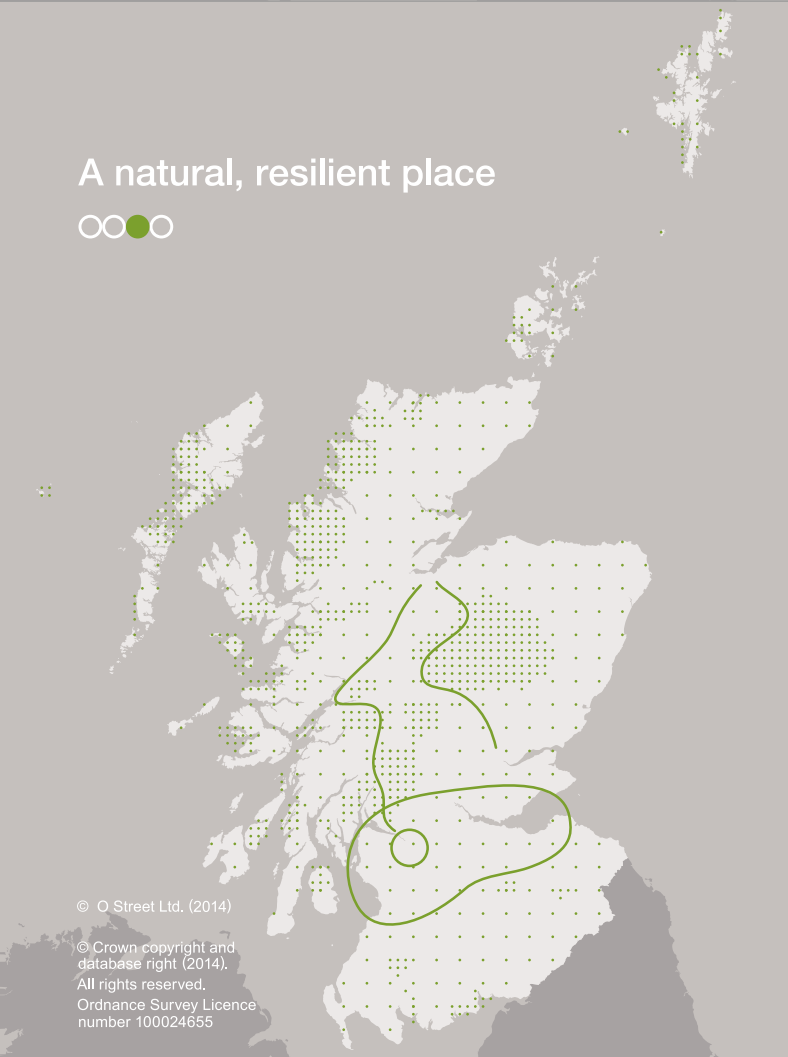 A natural, resilient place
© O Street Ltd. (2014)
© Crown copyright and
database right (2014).
All rights reserved.
Ordnance Survey Licence
number 100024655